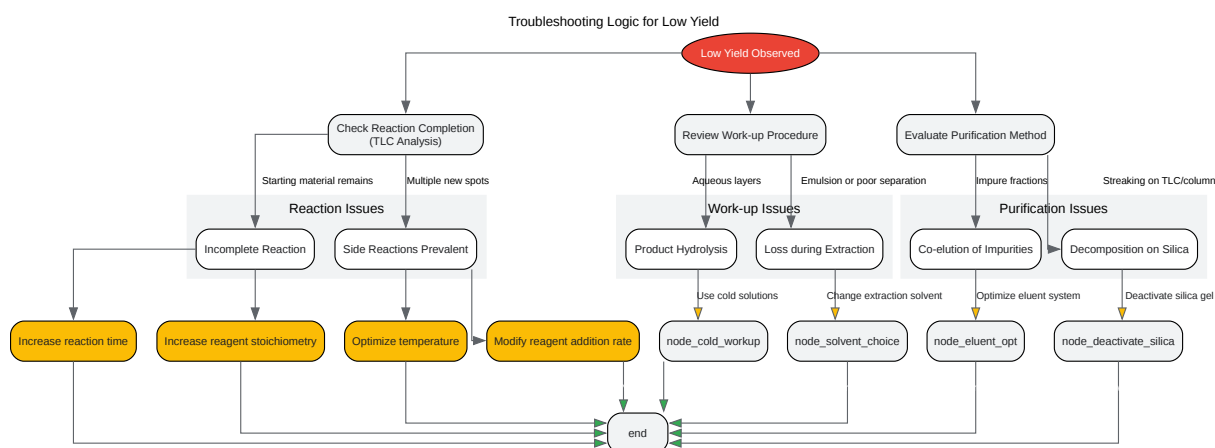 Troubleshooting Logic for Low Yield
Low Yield Observed
Check Reaction Completion
(TLC Analysis)
Review Work-up Procedure
Evaluate Purification Method
Starting material remains
Multiple new spots
Aqueous layers
Emulsion or poor separation
Impure fractions
Streaking on TLC/column
Reaction Issues
Work-up Issues
Purification Issues
Incomplete Reaction
Side Reactions Prevalent
Product Hydrolysis
Loss during Extraction
Co-elution of Impurities
Decomposition on Silica
Use cold solutions
Change extraction solvent
Optimize eluent system
Deactivate silica gel
Increase reaction time
Increase reagent stoichiometry
Optimize temperature
Modify reagent addition rate
node_cold_workup
node_solvent_choice
node_eluent_opt
node_deactivate_silica
end